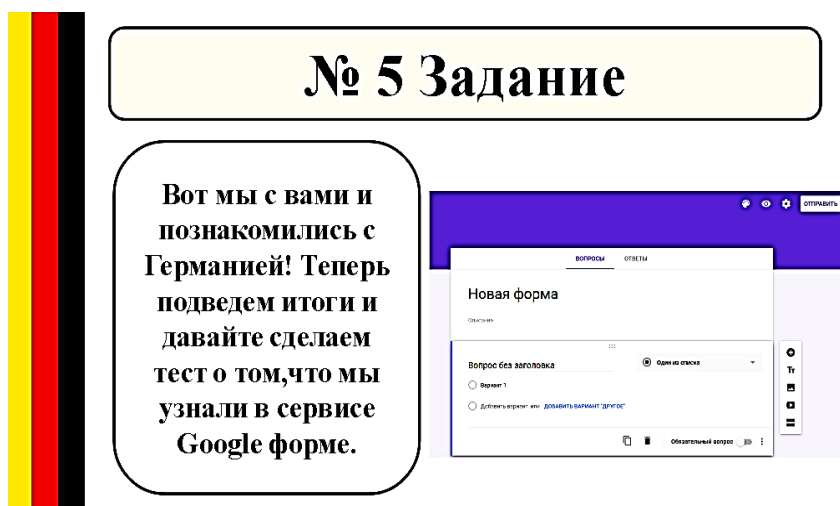 № 5 Задание
Вот мы с вами и
познакомились с
Германией! Теперь
подведем итоги и
давайте сделаем
тест о том,что мы
узнали в сервисе
Google форме.
ОТПРАВИТЬ
ВОПРОСЫ ОТВЕТЫ
Новая форма
Описание
Вопрос без заголовка
Один из списка
Вариант 1
Добавить вариант или ДОБАВИТЬ ВАРИАНТ "ДРУГОЕ"
Tт
Обязательный вопрос